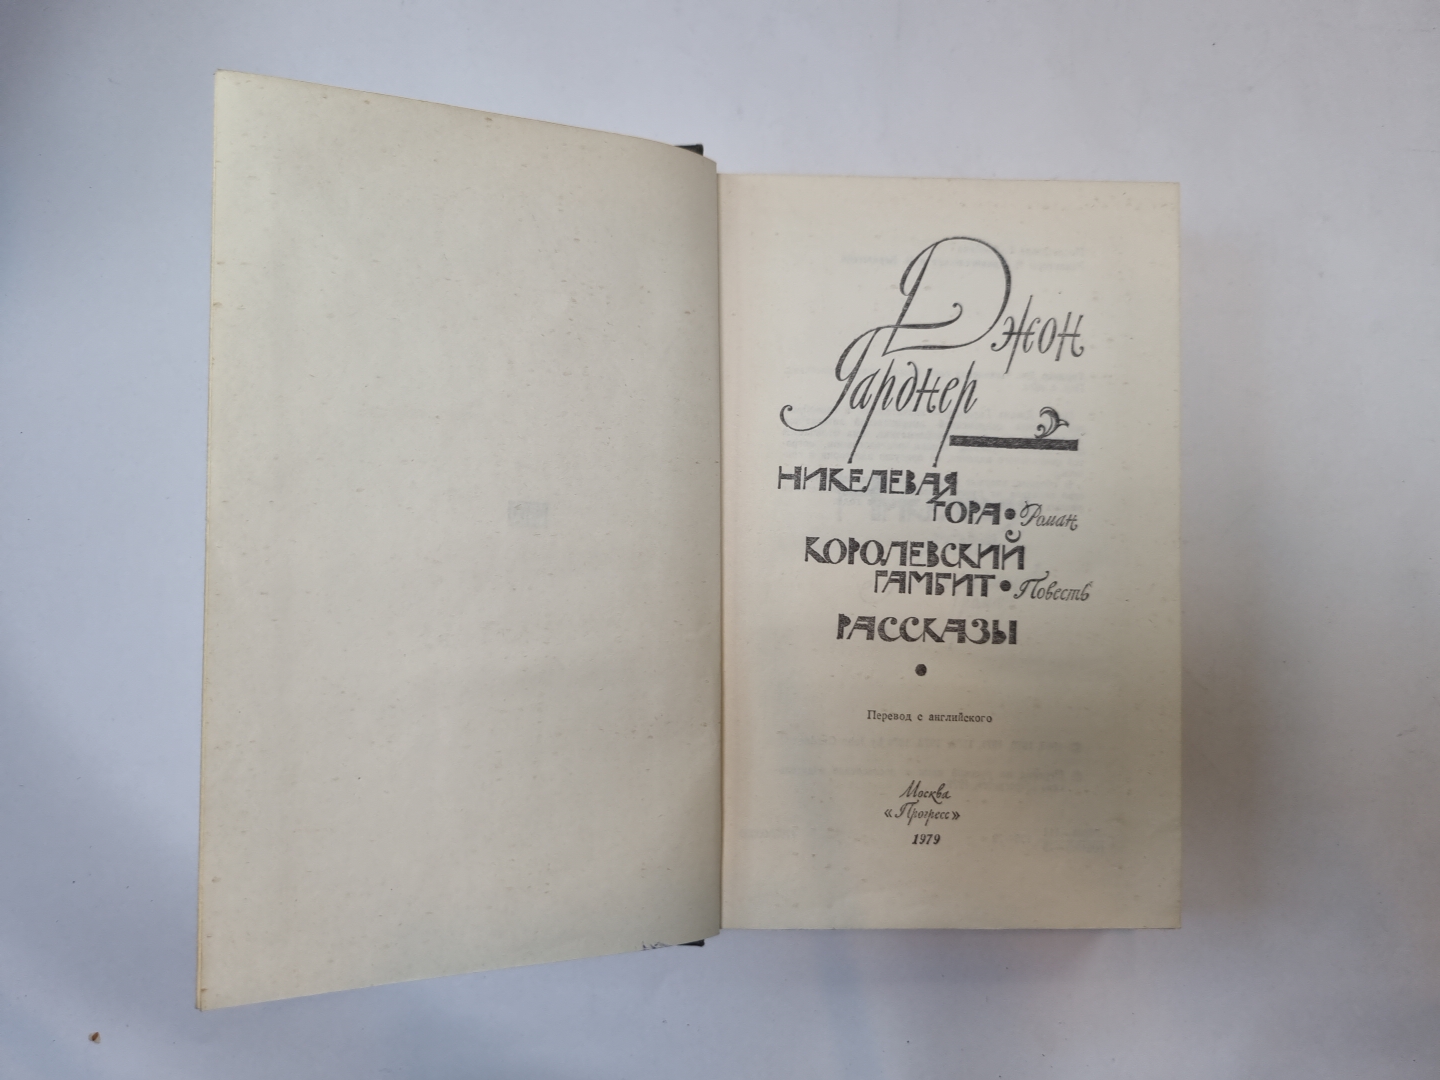 Джон
Гарднер
НИКЕЛЕВАЯ
ГОРА • Роман
КОРОЛЕВСКИЙ
ГАМБИТ • Повесть
РАССКАЗЫ
•
Перевод с английского
Москва
«Прогресс»
1979